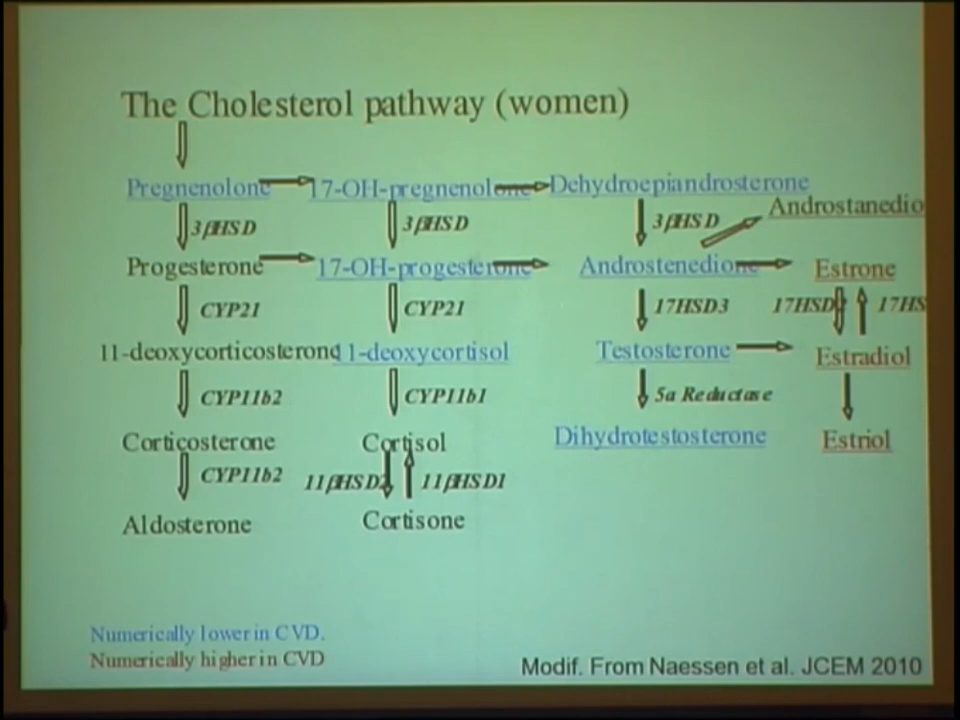 The Cholesterol pathway (women)
Pregnenolone 17-OH-pregnenolone Dehydroepiandrosterone
Androstanedio
3βHSD 3βHSD 3βHSD
Progesterone 17-OH-progesterone Androstenedione Estrone
CYP21 CYP21 17HSD3 17HSD 17HS
11-deoxycorticosterone 11-deoxycortisol Testosterone Estradiol
CYP11b2 CYP11b1 5a Reductase
Corticosterone Cortisol Dihydrotestosterone Estriol
CYP11b2 11βHSD2 11βHSD1
Aldosterone Cortisone
Numerically lower in CVD.
Numerically higher in CVD
Modif. From Naessen et al. JCEM 2010